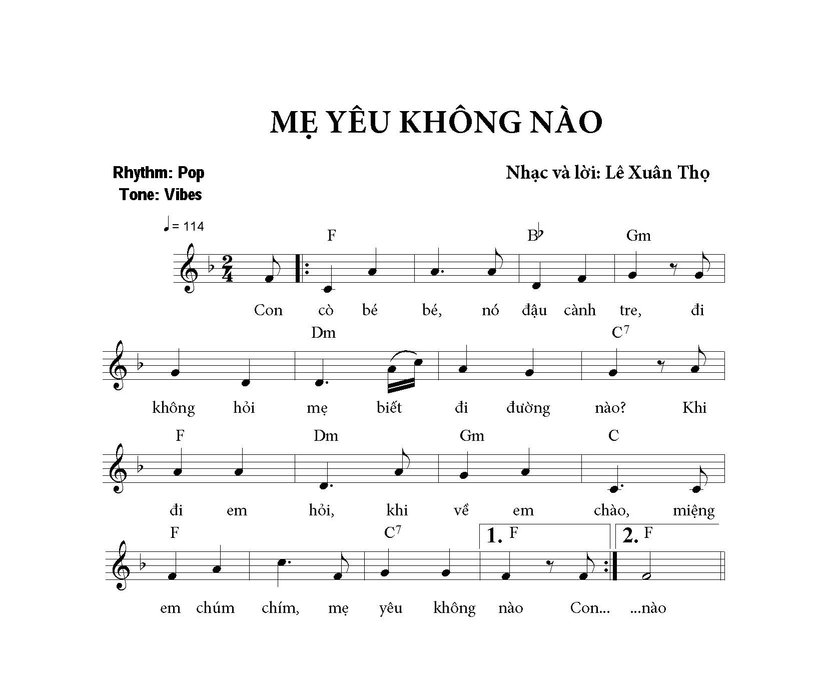 MẸ YÊU KHÔNG NÀO
Rhythm: Pop
Nhạc và lời: Lê Xuân Thọ
Tone: Vibes
♩= 114
F B♭ Gm
2
4
Con cò bé bé, nó đậu cành tre, đi
Dm C7
không hỏi mẹ biết đi đường nào? Khi
F Dm Gm C
đi em hỏi, khi về em chào, miệng
F C7 1. F 2. F
em chúm chím, mẹ yêu không nào Con... ...nào